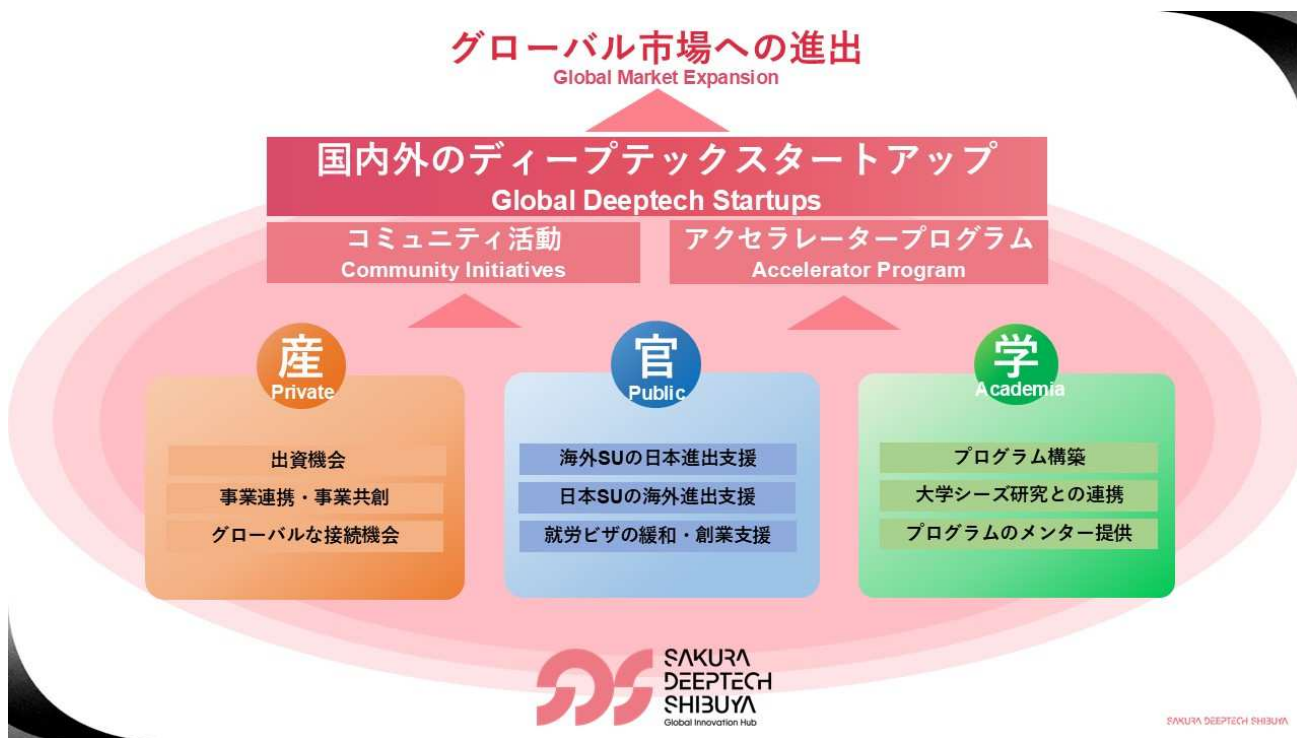 グローバル市場への進出
Global Market Expansion
国内外のディープテックスタートアップ
Global Deeptech Startups
コミュニティ活動
Community Initiatives
アクセラレータープログラム
Accelerator Program
産
Private
出資機会
事業連携・事業共創
グローバルな接続機会
官
Public
海外SUの日本進出支援
日本SUの海外進出支援
就労ビザの緩和・創業支援
学
Academia
プログラム構築
大学シーズ研究との連携
プログラムのメンター提供
SAKURA
DEEPTECH
SHIBUYA
Global Innovation Hub
SAKURA DEEPTECH SHIBUYA